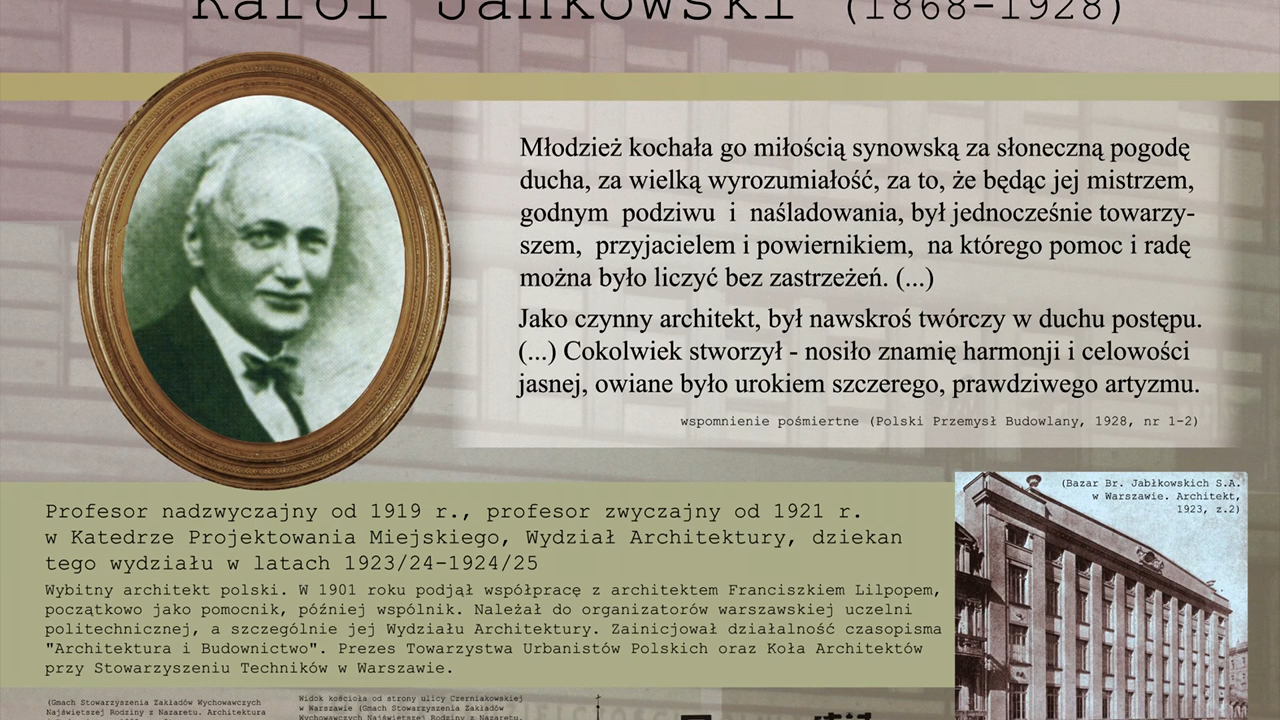 Karol Jankowski (1868-1928)
Młodzież kochała go miłością synowską za słoneczną pogodę
ducha, za wielką wyrozumiałość, za to, że będąc jej mistrzem,
godnym podziwu i naśladowania, był jednocześnie towarzy-
szem, przyjacielem i powiernikiem, na którego pomoc i radę
można było liczyć bez zastrzeżeń. (...)
Jako czynny architekt, był nawskroś twórczy w duchu postępu.
(...) Cokolwiek stworzył - nosiło znamię harmonji i celowości
jasnej, owiane było urokiem szczerego, prawdziwego artyzmu.
wspomnienie pośmiertne (Polski Przemysł Budowlany, 1928, nr 1-2)
(Bazar Br. Jabłkowskich S.A.
w Warszawie. Architekt,
1923, z.2)
Profesor nadzwyczajny od 1919 r., profesor zwyczajny od 1921 r.
w Katedrze Projektowania Miejskiego, Wydział Architektury, dziekan
tego wydziału w latach 1923/24-1924/25
Wybitny architekt polski. W 1901 roku podjął współpracę z architektem Franciszkiem Lilpopem,
początkowo jako pomocnik, później wspólnik. Należał do organizatorów warszawskiej uczelni
politechnicznej, a szczególnie jej Wydziału Architektury. Zainicjował działalność czasopisma
"Architektura i Budownictwo". Prezes Towarzystwa Urbanistów Polskich oraz Koła Architektów
przy Stowarzyszeniu Techników w Warszawie.
(Gmach Stowarzyszenia Zakładów Wychowawczych
Najświetszej Rodziny z Nazaretu. Architektura
Widok kościoła od strony ulicy Czerniakowskiej
w Warszawie (Gmach Stowarzyszenia Zakładów
Wychowawczych Najświetszej Rodziny z Nazaretu.